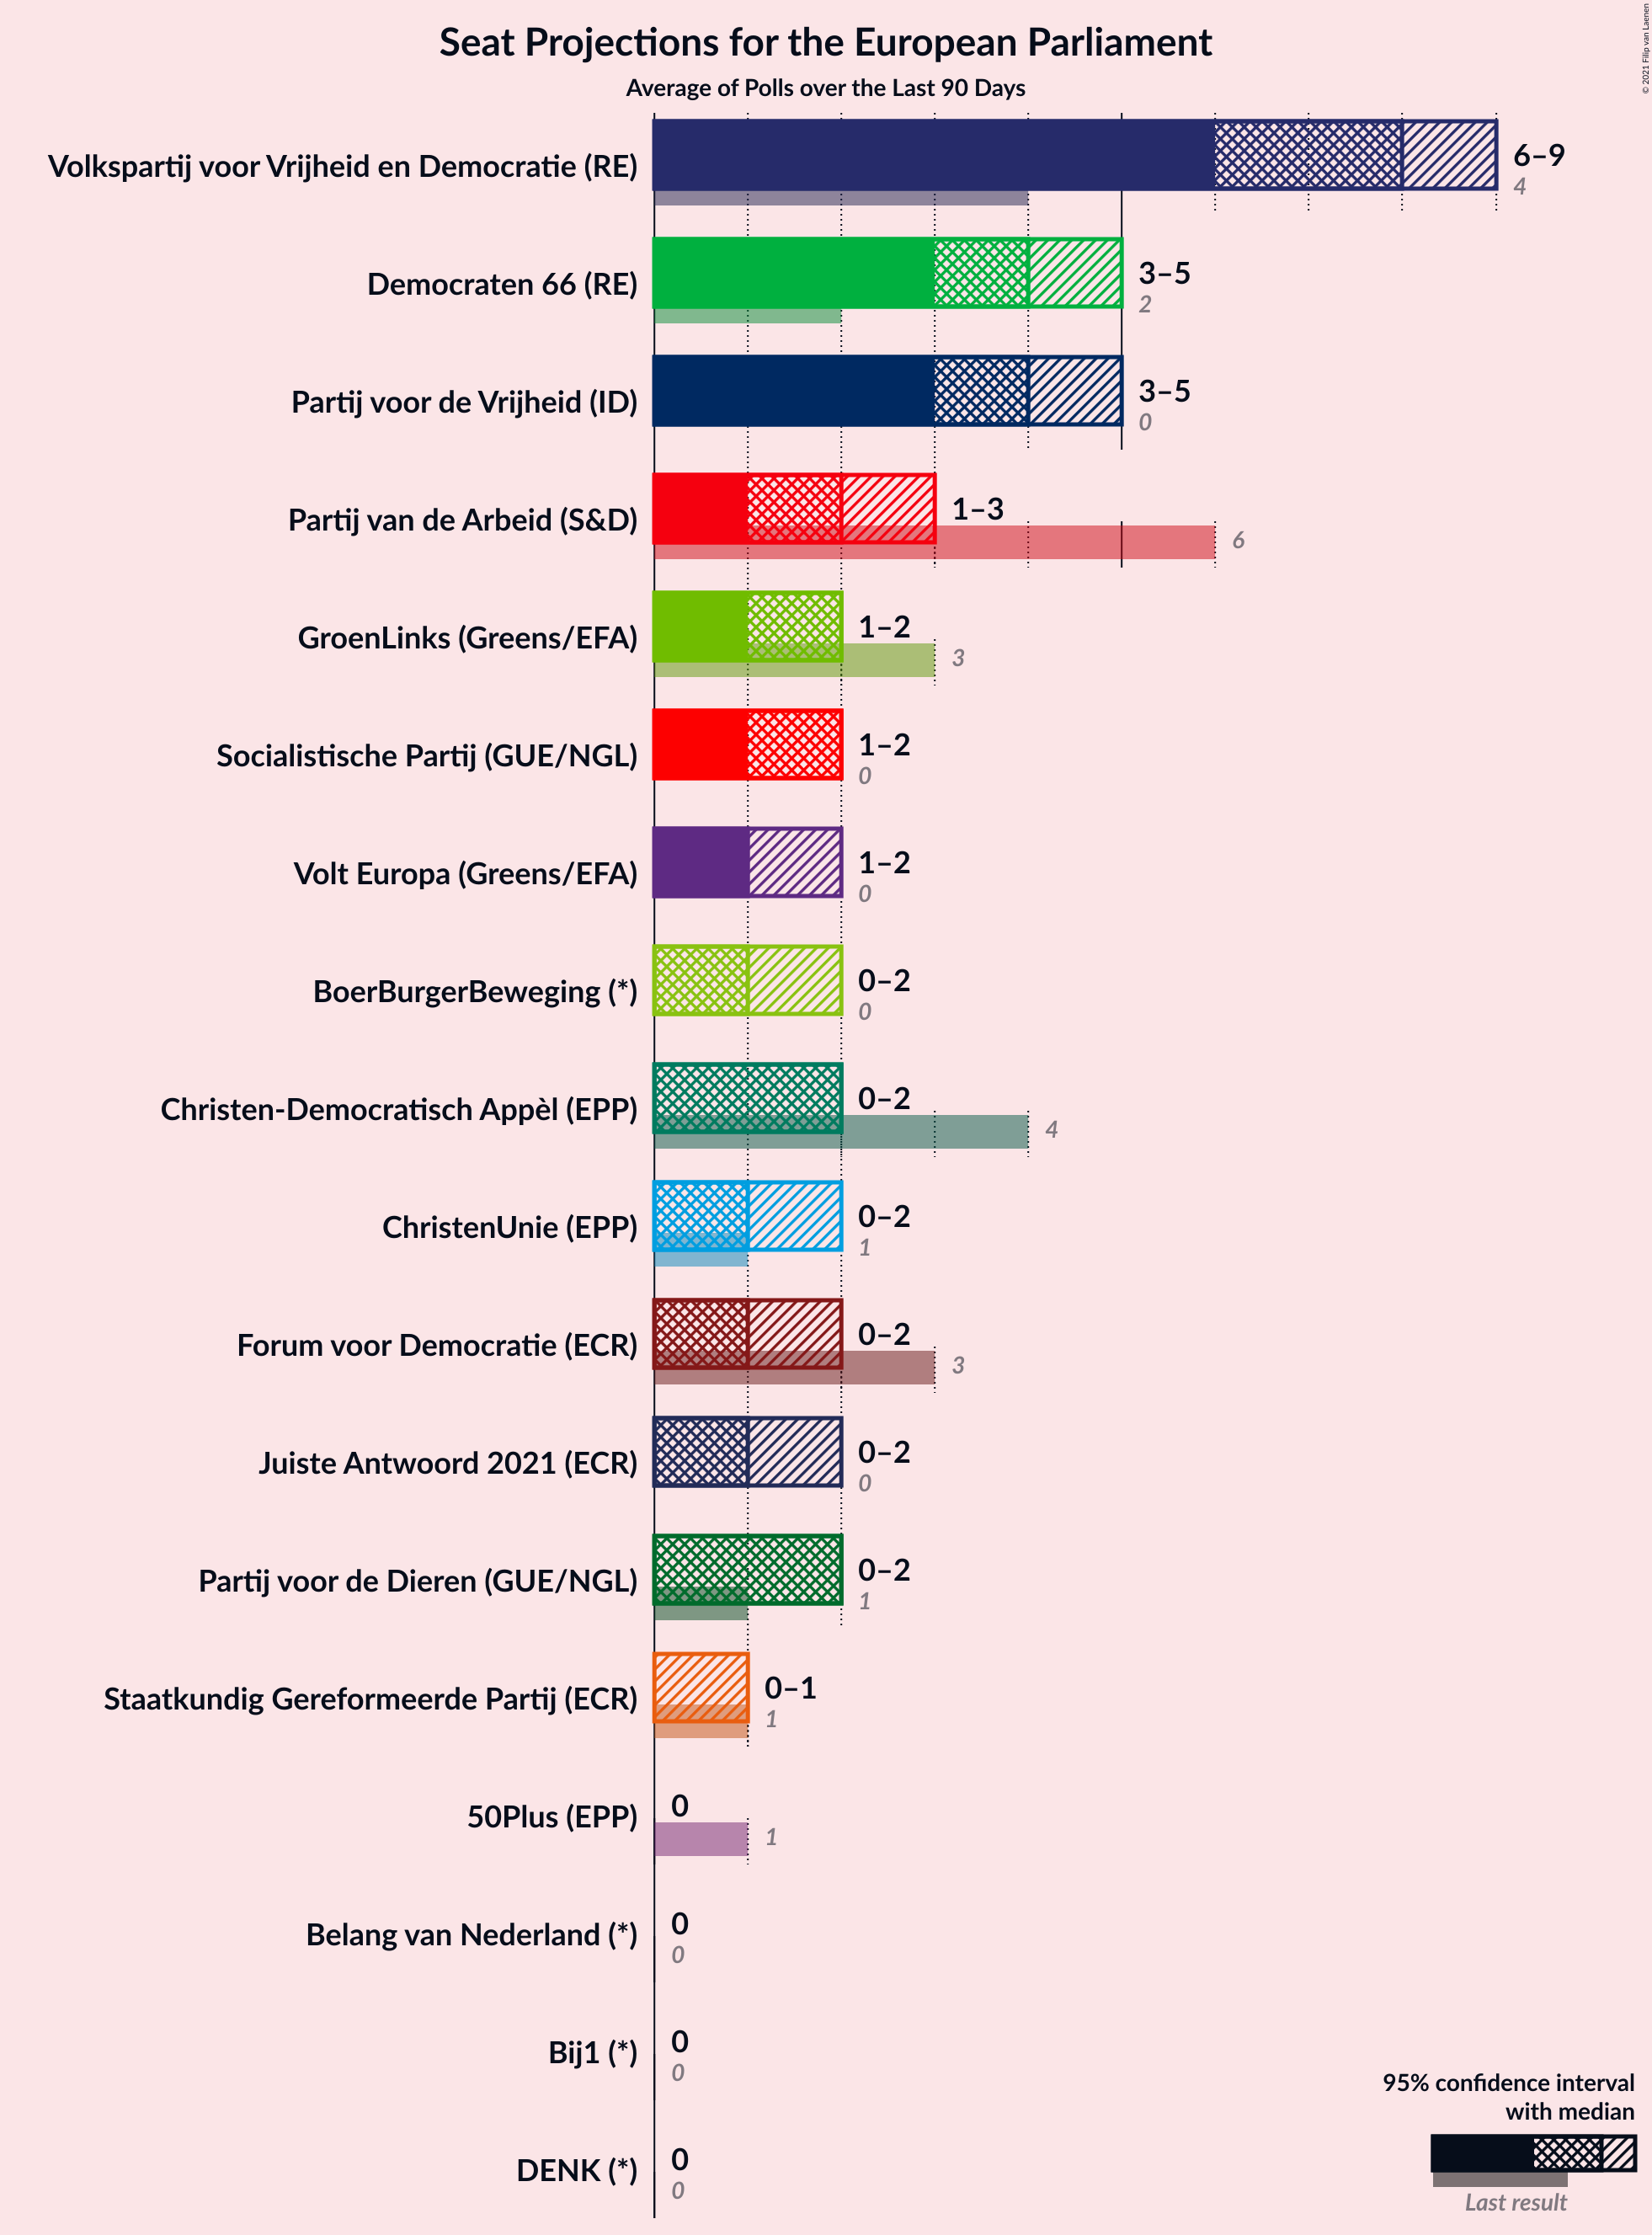 Seat Projections for the European Parliament
Average of Polls over the Last 90 Days
© 2021 Filip van Laenen
Volkspartij voor Vrijheid en Democratie (RE)
6–9
4
Democraten 66 (RE)
3–5
2
Partij voor de Vrijheid (ID)
3–5
0
Partij van de Arbeid (S&D)
1–3
6
GroenLinks (Greens/EFA)
1–2
3
Socialistische Partij (GUE/NGL)
1–2
0
Volt Europa (Greens/EFA)
1–2
0
BoerBurgerBeweging (*)
0–2
0
Christen-Democratisch Appèl (EPP)
0–2
4
ChristenUnie (EPP)
0–2
1
Forum voor Democratie (ECR)
0–2
3
Juiste Antwoord 2021 (ECR)
0–2
0
Partij voor de Dieren (GUE/NGL)
0–2
1
Staatkundig Gereformeerde Partij (ECR)
0–1
1
50Plus (EPP)
0
1
Belang van Nederland (*)
0
0
Bij1 (*)
0
0
DENK (*)
0
0
95% confidence interval
with median
Last result